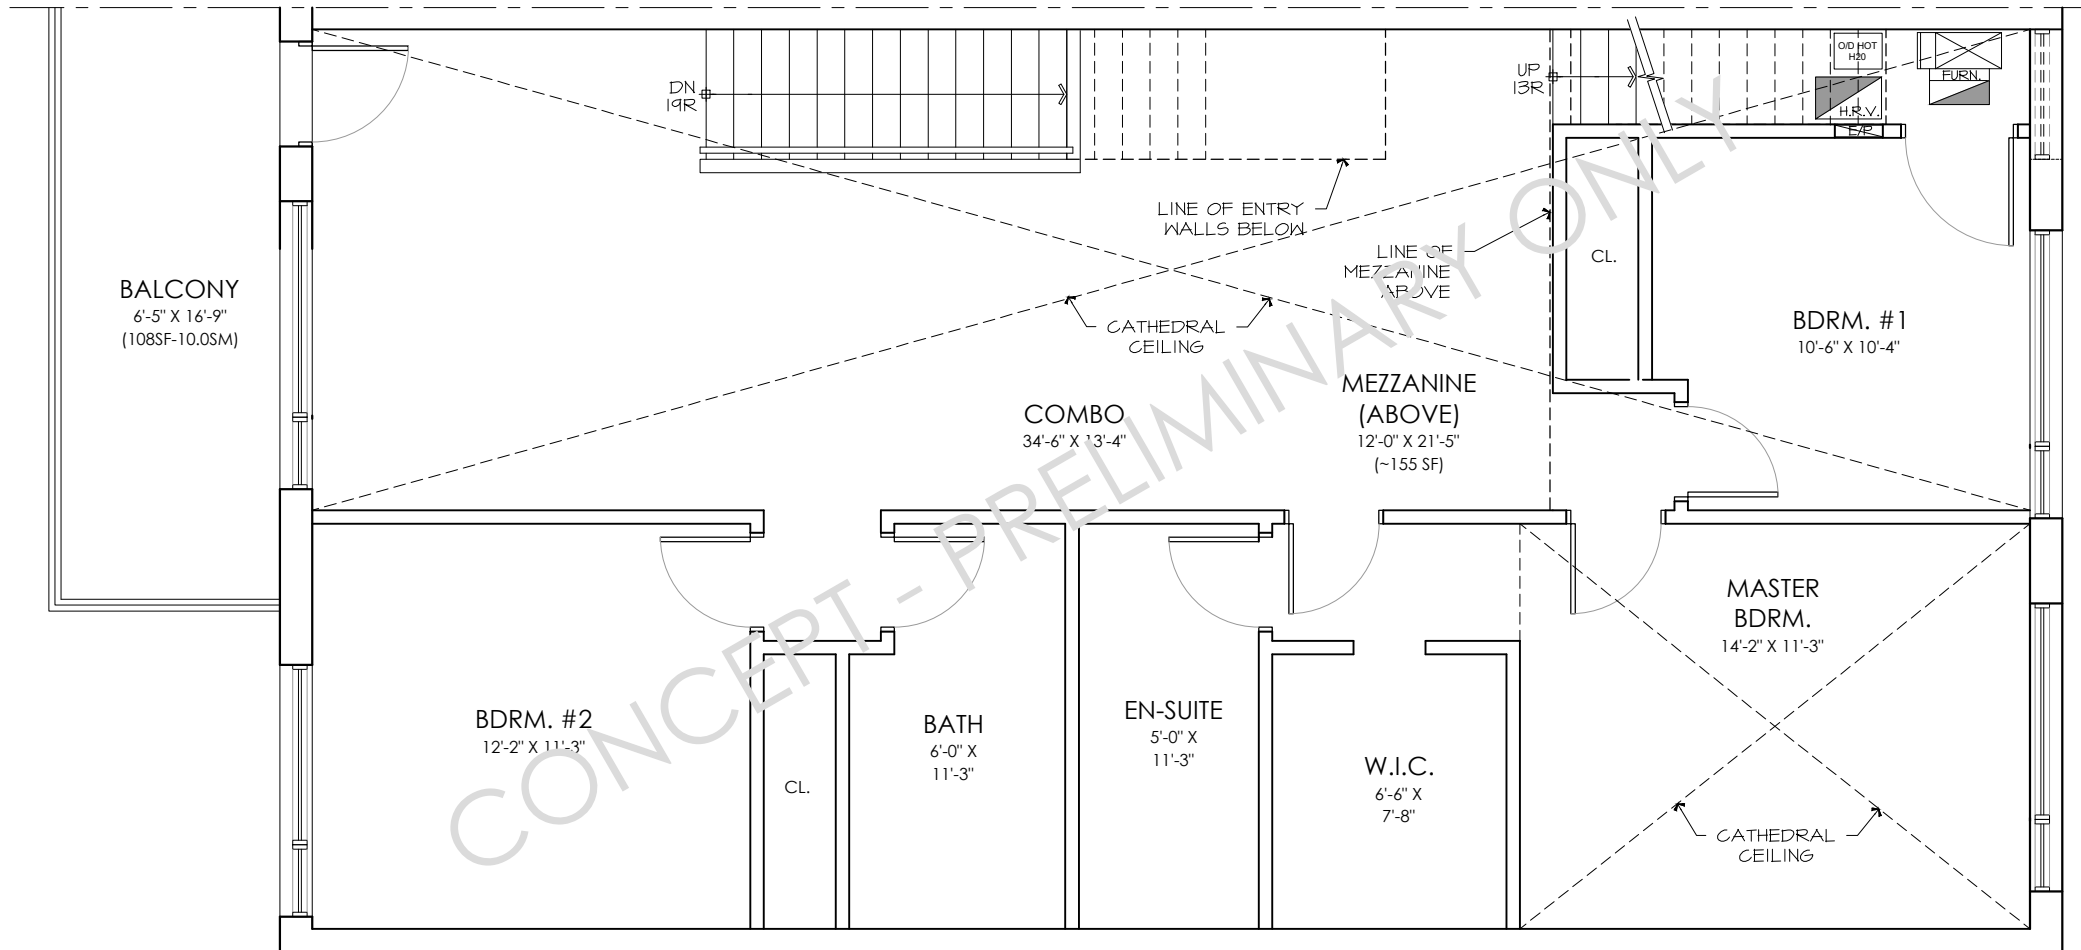 O/D HOT
H20
FURN.
H.R.V.
E/P
UP
13R
DN
19R
LINE OF ENTRY
WALLS BELOW
LINE OF
MEZZANINE
ABOVE
CL.
BALCONY
6'-5" X 16'-9"
(108SF-10.0SM)
BDRM. #1
10'-6" X 10'-4"
CATHEDRAL
CEILING
MEZZANINE
(ABOVE)
12'-0" X 21'-5"
(~155 SF)
COMBO
34'-6" X 13'-4"
CONCEPT - PRELIMINARY ONLY
MASTER
BDRM.
14'-2" X 11'-3"
BDRM. #2
12'-2" X 11'-3"
CL.
BATH
6'-0" X
11'-3"
EN-SUITE
5'-0" X
11'-3"
W.I.C.
6'-6" X
7'-8"
CATHEDRAL
CEILING